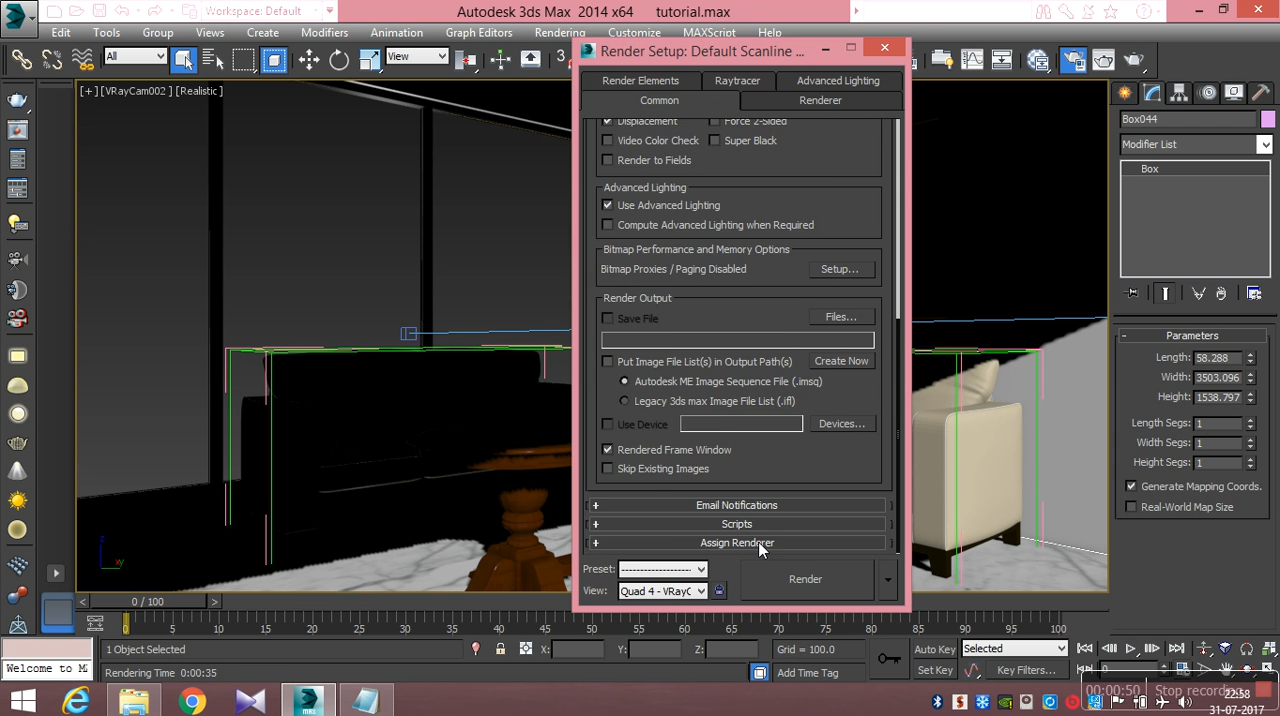 Workspace: Default
Autodesk 3ds Max 2014 x64 tutorial.max
Edit Tools Group Views Create Modifiers Animation Graph Editors Rendering Customize MAXScript Help
All
View
[+][VRayCam002][Realistic]
Render Setup: Default Scanline ...
Render Elements Raytracer Advanced Lighting
Common Renderer
Displacement Force 2-Sided
Video Color Check Super Black
Render to Fields
Advanced Lighting
Use Advanced Lighting
Compute Advanced Lighting when Required
Bitmap Performance and Memory Options
Bitmap Proxies / Paging Disabled Setup...
Render Output
Save File Files...
Put Image File List(s) in Output Path(s) Create Now
Autodesk ME Image Sequence File (.imsq)
Legacy 3ds max Image File List (.ifl)
Use Device Devices...
Rendered Frame Window
Skip Existing Images
+ Email Notifications
+ Scripts
+ Assign Renderer
Preset: --------------------
View: Quad 4 - VRayC
Render
Box044
Modifier List
Box
- Parameters
Length: 58.288
Width: 3503.096
Height: 1538.797
Length Segs: 1
Width Segs: 1
Height Segs: 1
Generate Mapping Coords.
Real-World Map Size
z
xy
< 0 / 100 >
0 5 10 15 20 25 30 35 40 45 50 55 60 65 70 75 80 85 90 95 100
1 Object Selected X: Y: Z: Grid = 100.0 Auto Key Selected
Welcome to M Rendering Time 0:00:35 Add Time Tag Set Key Key Filters... 0
00:00:50 Stop recor
22:58
31-07-2017